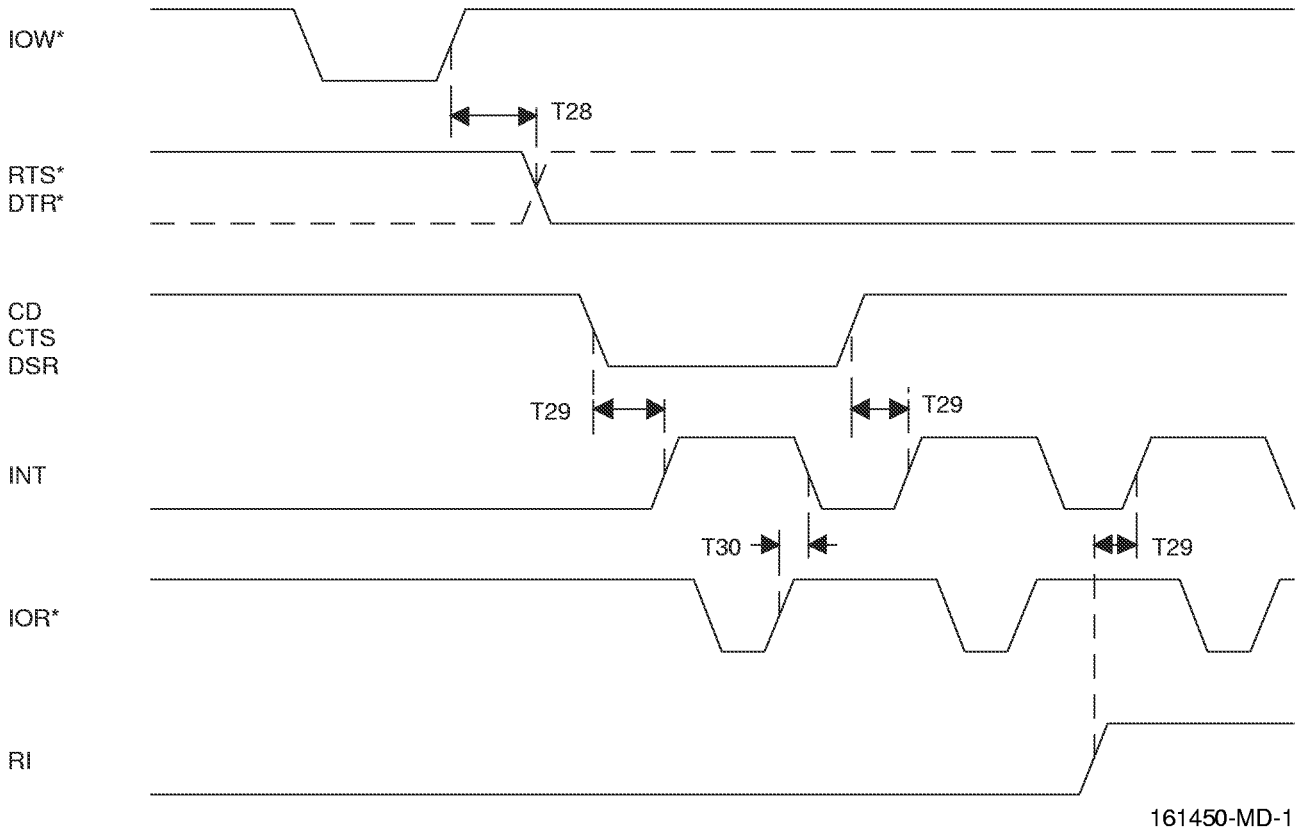 IOW*
T28
RTS*
DTR*
CD
CTS
DSR
T29
T29
INT
T30
T29
IOR*
RI
161450-MD-1